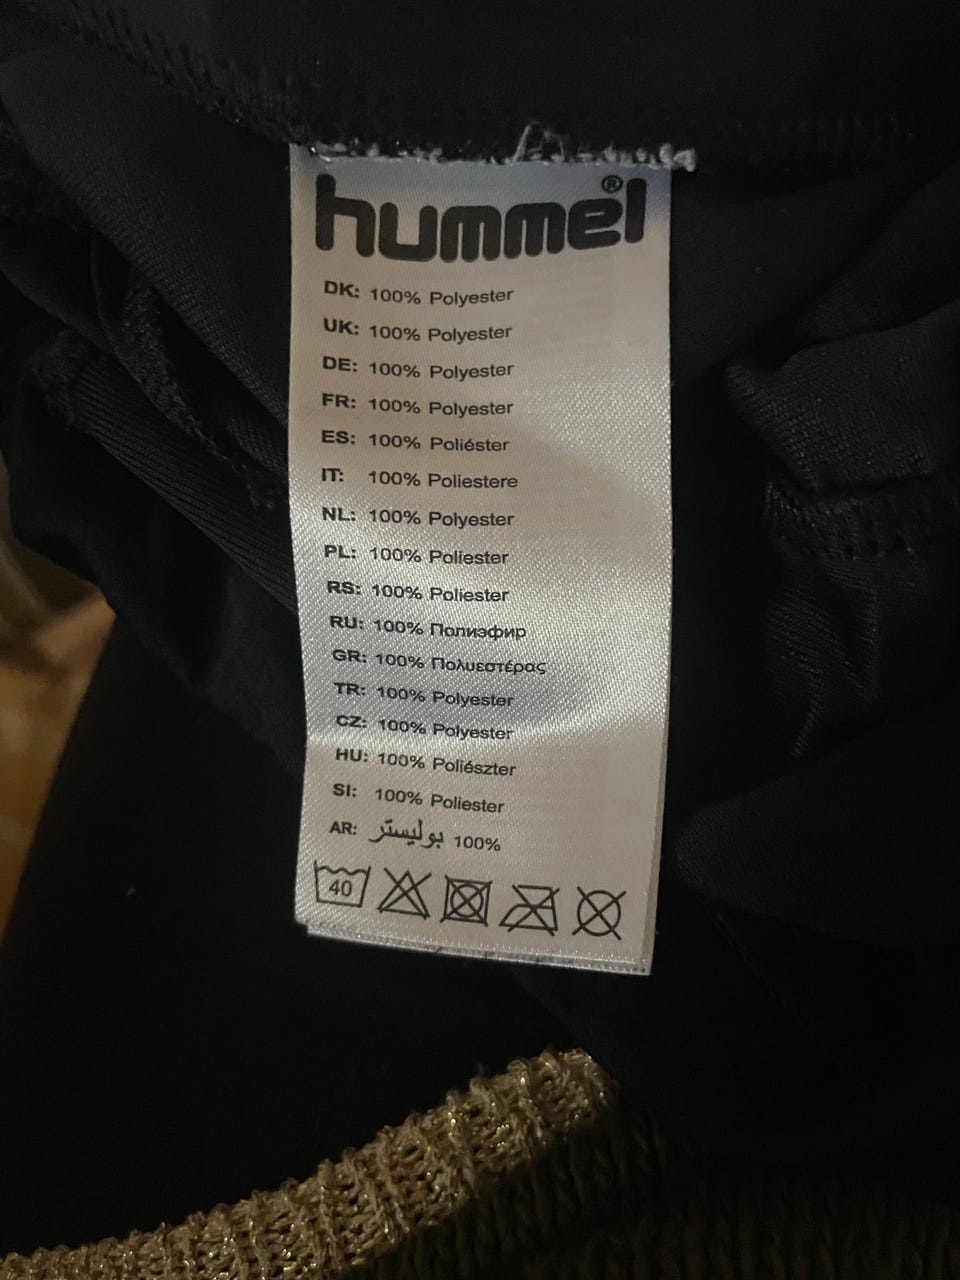 hummel®
DK: 100% Polyester
UK: 100% Polyester
DE: 100% Polyester
FR: 100% Polyester
ES: 100% Poliéster
IT: 100% Poliestere
NL: 100% Polyester
PL: 100% Poliester
RS: 100% Poliester
RU: 100% Полиэфир
GR: 100% Πολυεστέρας
TR: 100% Polyester
CZ: 100% Polyester
HU: 100% Poliészter
SI: 100% Poliester
AR: بوليستر 100%
40